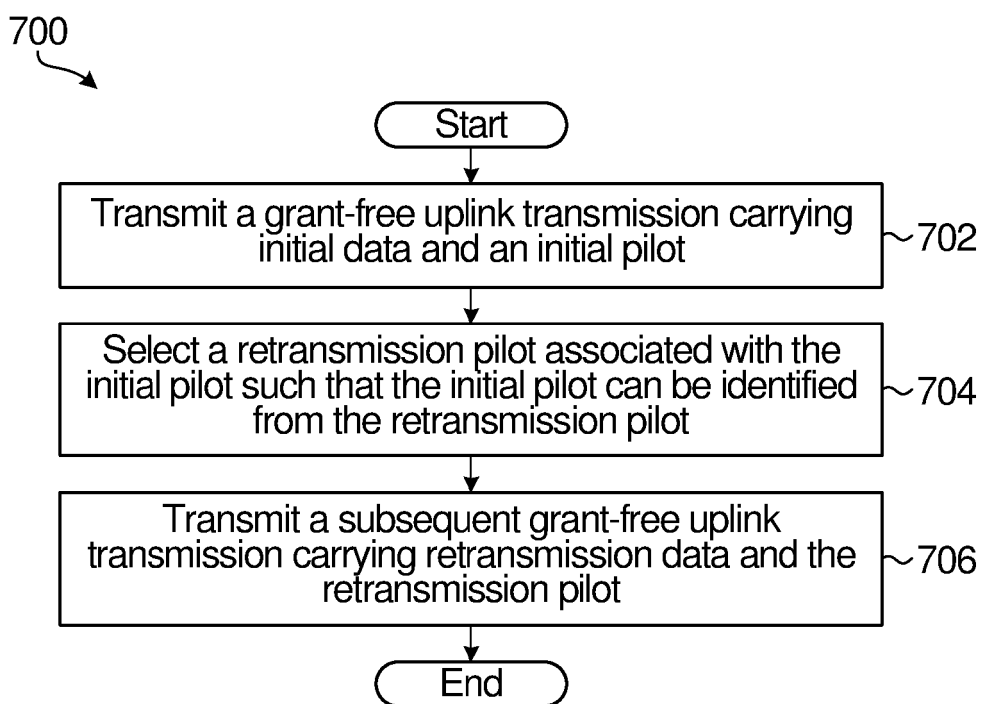 700
Start
Transmit a grant-free uplink transmission carrying
initial data and an initial pilot
702
Select a retransmission pilot associated with the
initial pilot such that the initial pilot can be identified
from the retransmission pilot
704
Transmit a subsequent grant-free uplink
transmission carrying retransmission data and the
retransmission pilot
706
End